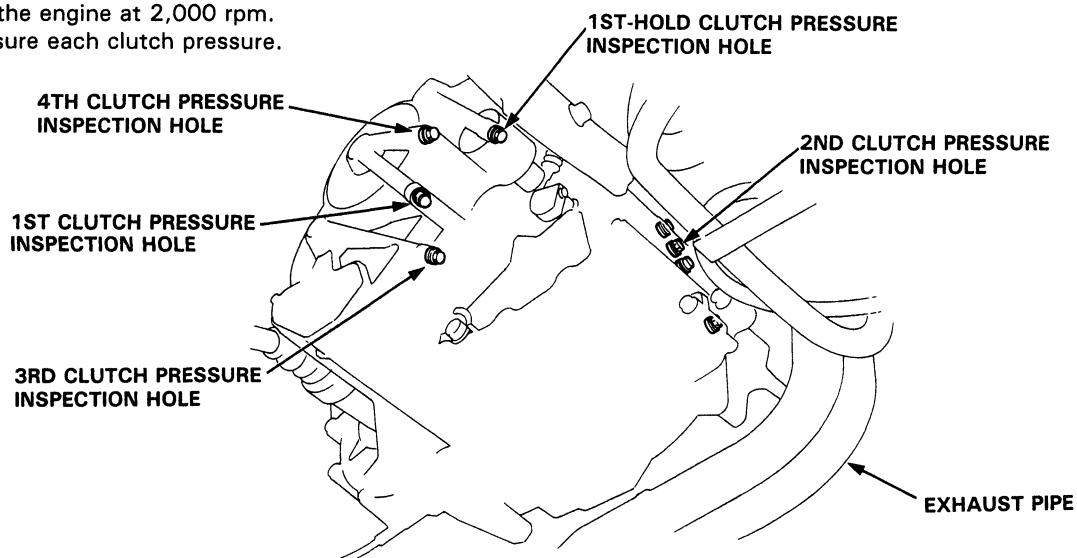 the engine at 2,000 rpm.
sure each clutch pressure.
1ST-HOLD CLUTCH PRESSURE
INSPECTION HOLE
4TH CLUTCH PRESSURE
INSPECTION HOLE
2ND CLUTCH PRESSURE
INSPECTION HOLE
1ST CLUTCH PRESSURE
INSPECTION HOLE
3RD CLUTCH PRESSURE
INSPECTION HOLE
EXHAUST PIPE